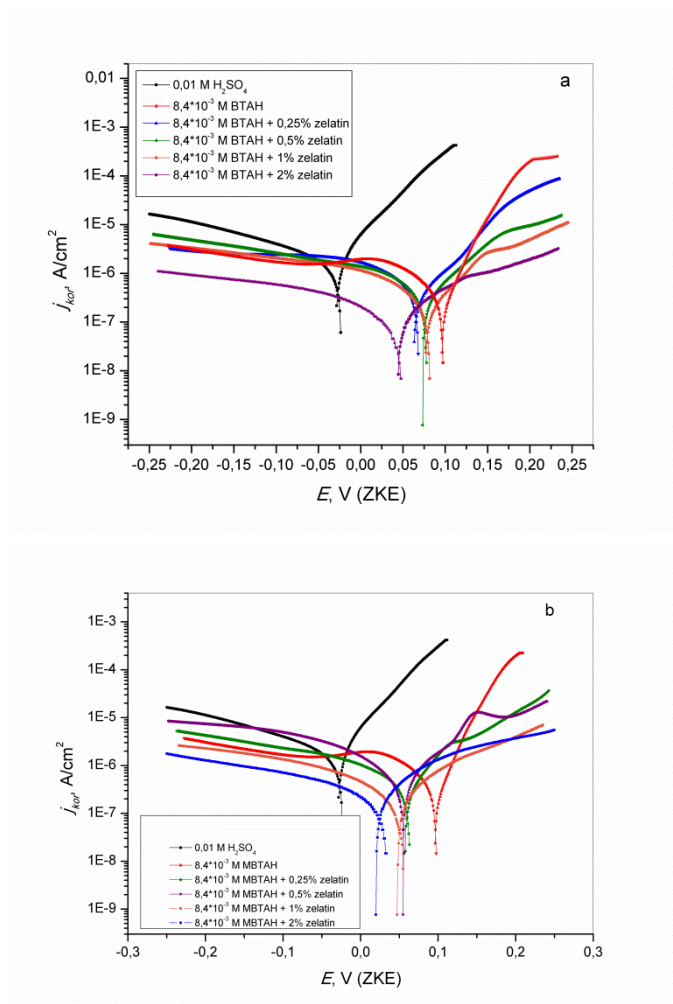 a
0,01 M H₂SO₄
8,4*10⁻³ M BTAH
8,4*10⁻³ M BTAH + 0,25% zelatin
8,4*10⁻³ M BTAH + 0,5% zelatin
8,4*10⁻³ M BTAH + 1% zelatin
8,4*10⁻³ M BTAH + 2% zelatin
0,01
1E-3
1E-4
1E-5
1E-6
1E-7
1E-8
1E-9
j_kor, A/cm²
-0,25 -0,20 -0,15 -0,10 -0,05 0,00 0,05 0,10 0,15 0,20 0,25
E, V (ZKE)
b
1E-3
1E-4
1E-5
1E-6
1E-7
1E-8
1E-9
j_kor, A/cm²
0,01 M H₂SO₄
8,4*10⁻³ M MBTAH
8,4*10⁻³ M MBTAH + 0,25% zelatin
8,4*10⁻³ M MBTAH + 0,5% zelatin
8,4*10⁻³ M MBTAH + 1% zelatin
8,4*10⁻³ M MBTAH + 2% zelatin
-0,3 -0,2 -0,1 0,0 0,1 0,2 0,3
E, V (ZKE)